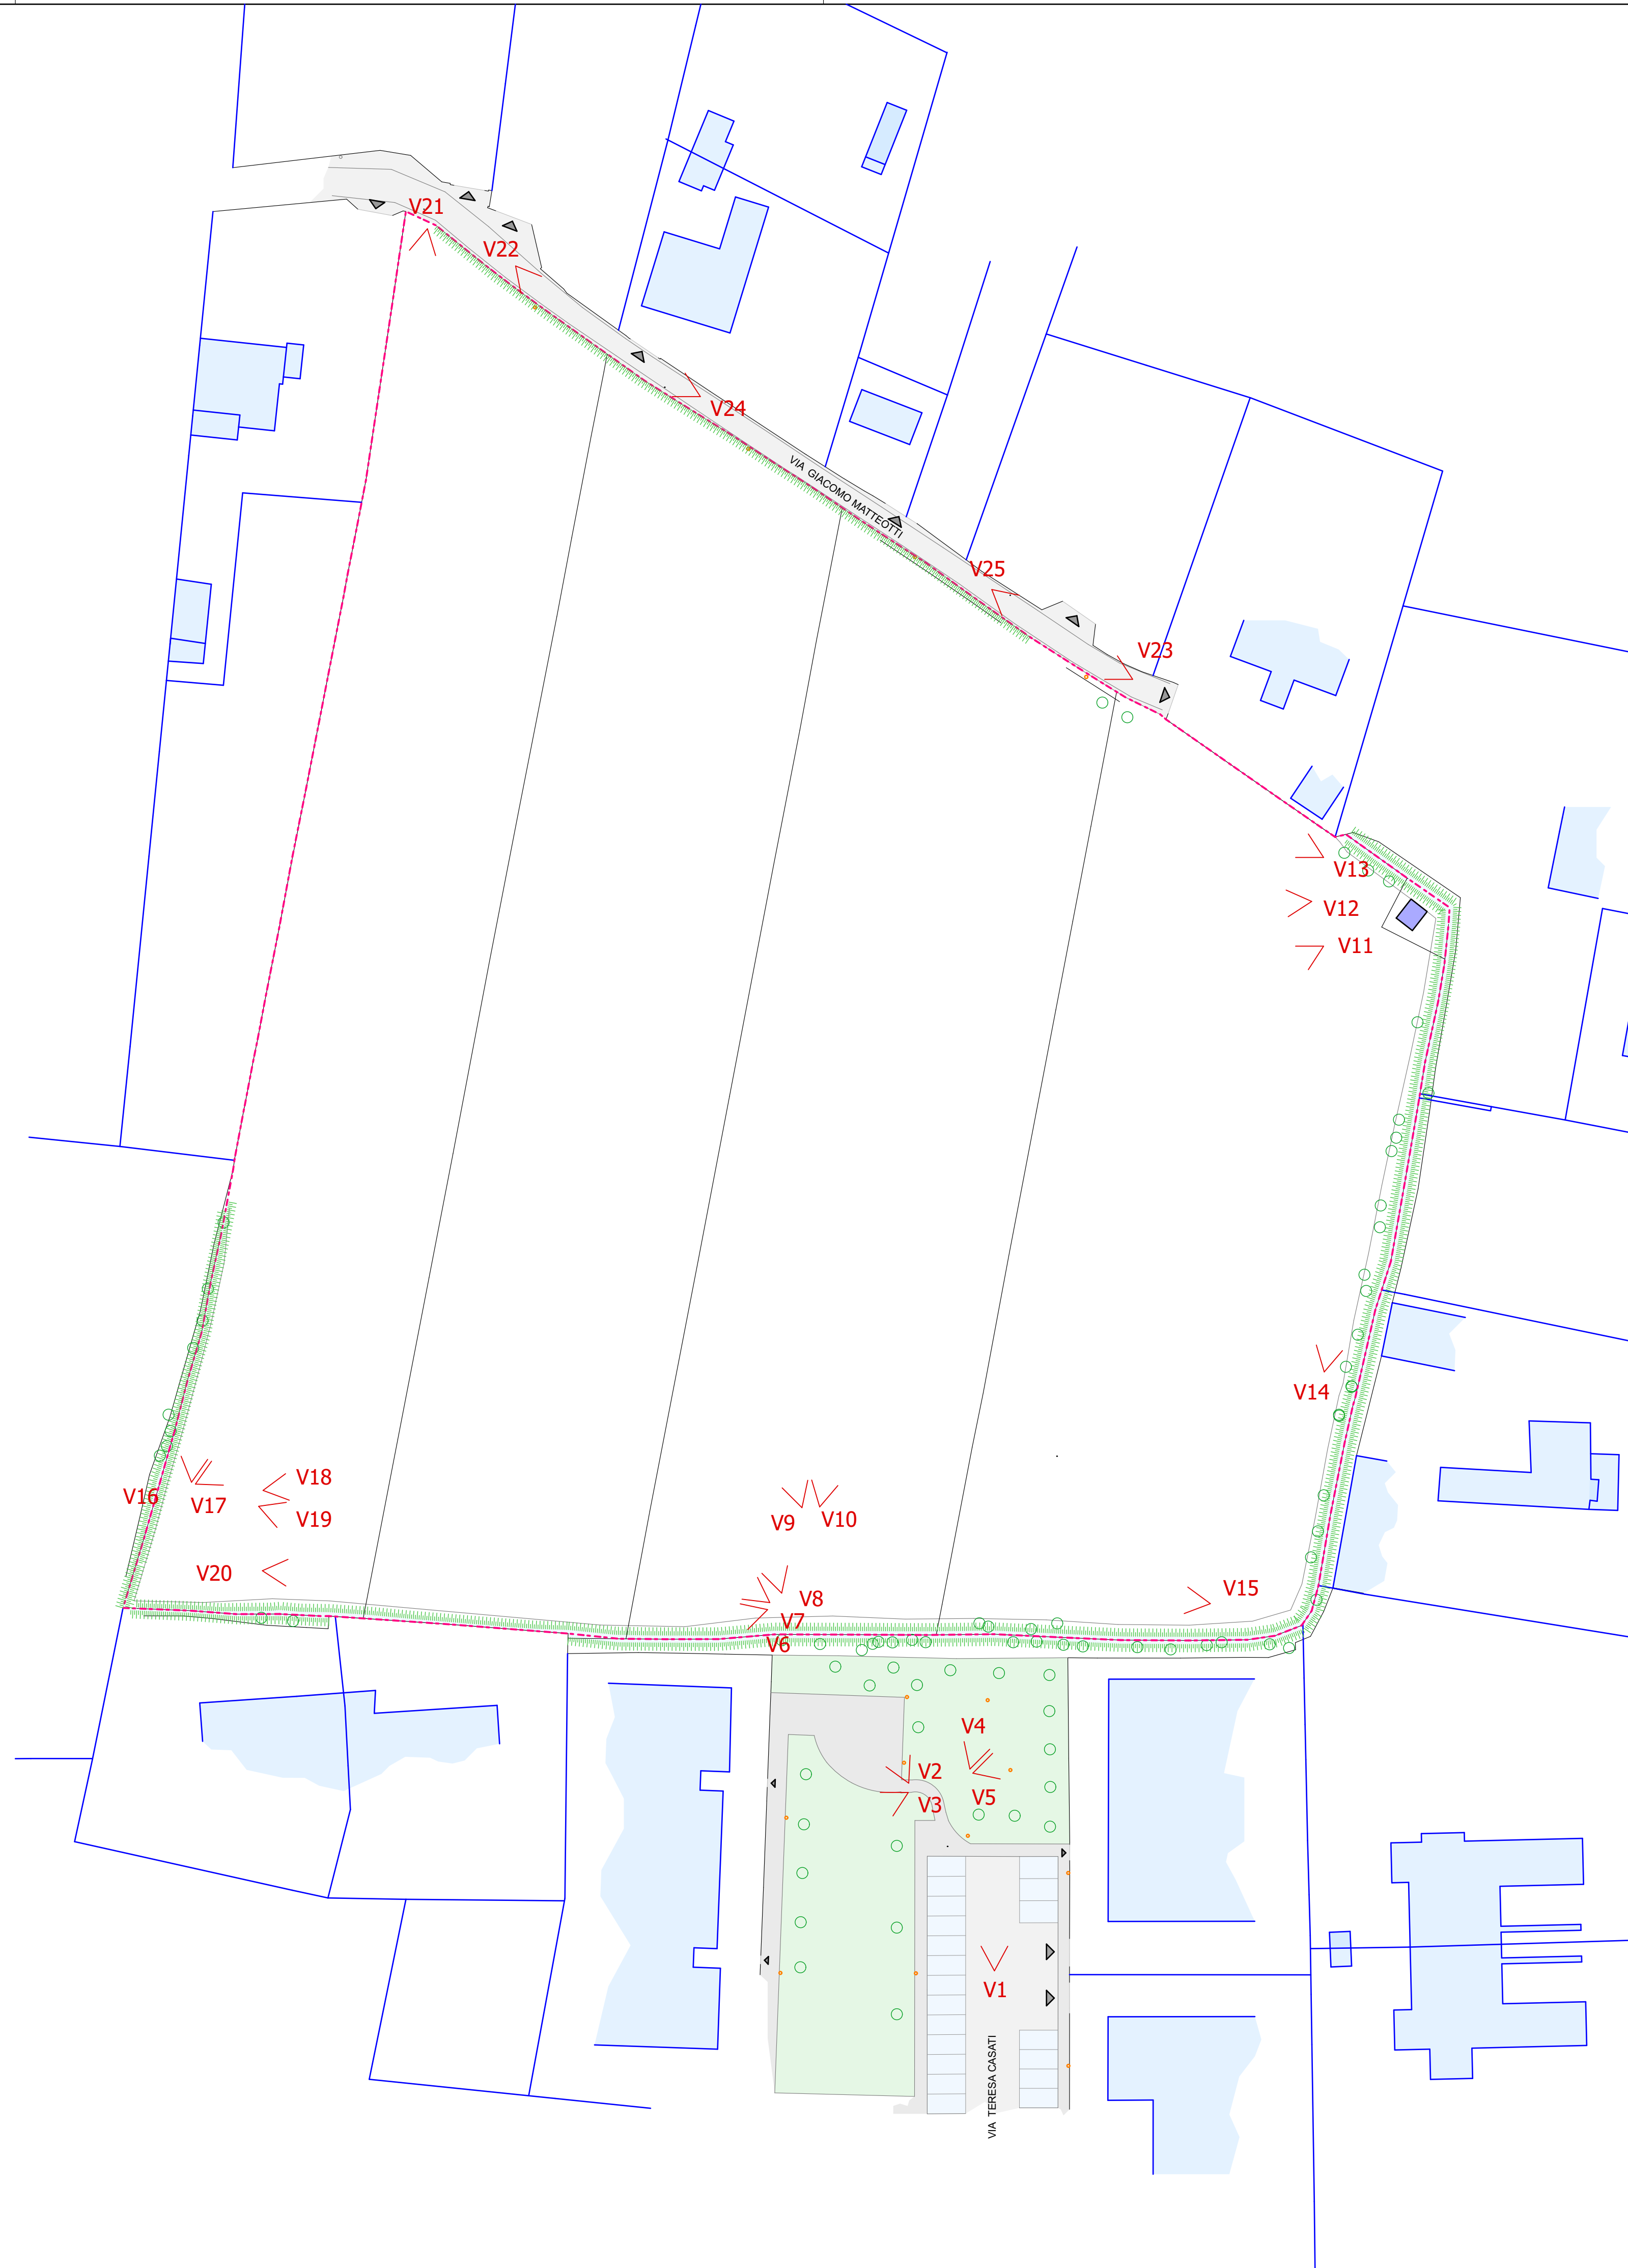 V21
V22
V24
VIA GIACOMO MATTEOTTI
V25
V23
V13
V12
V11
V14
V16
V17
V18
V19
V20
V9
V10
V8
V7
V6
V15
V4
V2
V5
V3
V1
VIA TERESA CASATI